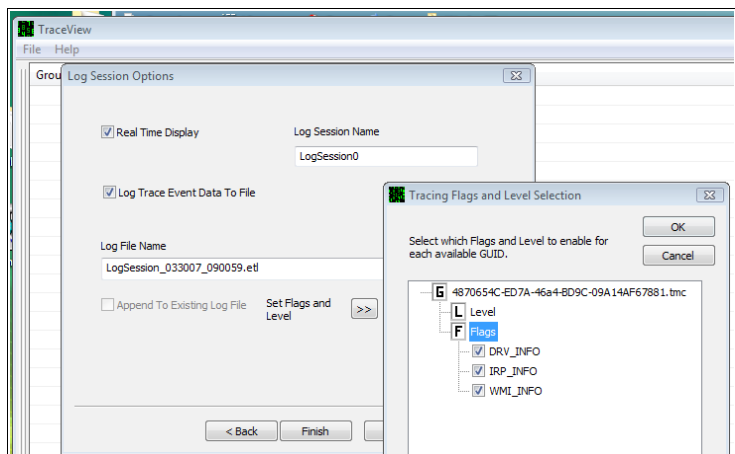 TraceView
File Help
Grou
Log Session Options
Real Time Display
Log Session Name
LogSession0
Log Trace Event Data To File
Log File Name
LogSession_033007_090059.etl
Append To Existing Log File
Set Flags and
Level
>>
< Back
Finish
Tracing Flags and Level Selection
Select which Flags and Level to enable for
each available GUID.
OK
Cancel
G 4870654C-ED7A-46a4-BD9C-09A14AF67881.tmc
L Level
F Flags
DRV_INFO
IRP_INFO
WMI_INFO